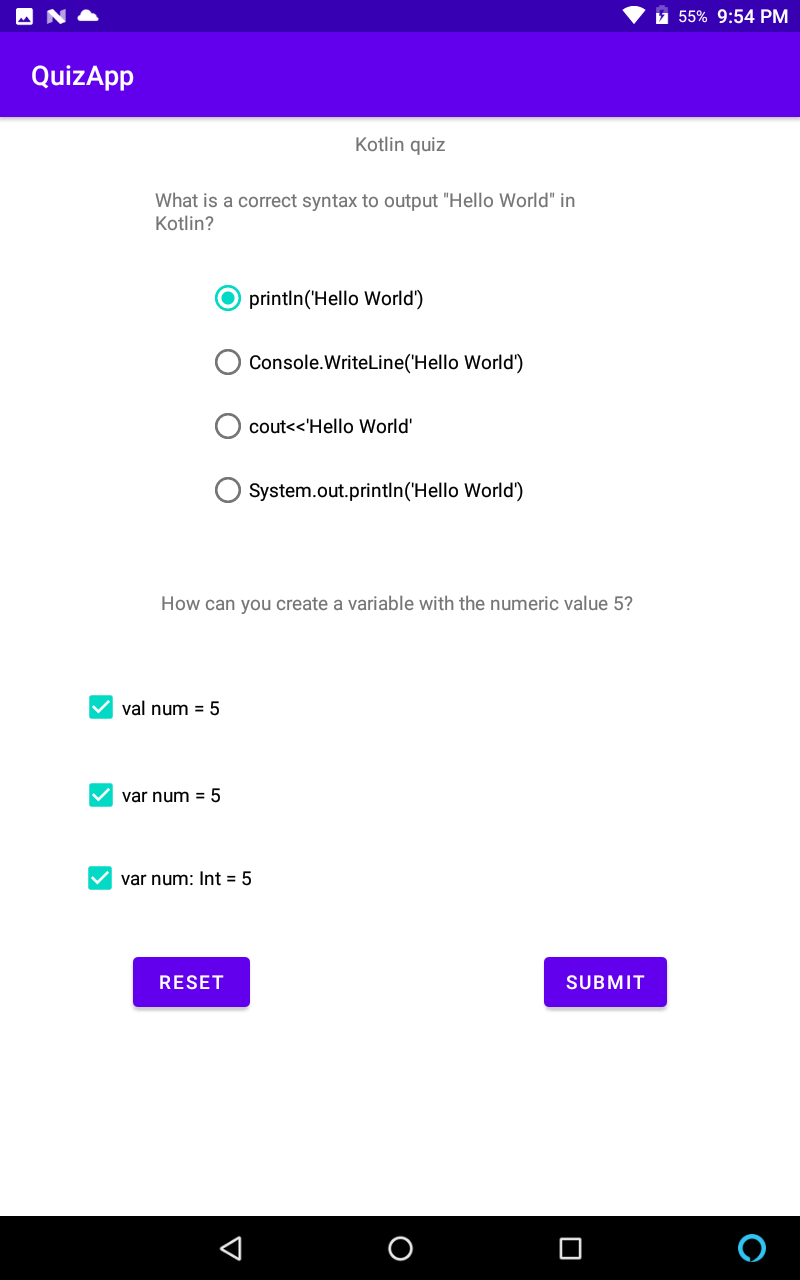 55% 9:54 PM
QuizApp
Kotlin quiz
What is a correct syntax to output "Hello World" in
Kotlin?
println('Hello World')
Console.WriteLine('Hello World')
cout<<'Hello World'
System.out.println('Hello World')
How can you create a variable with the numeric value 5?
val num = 5
var num = 5
var num: Int = 5
RESET SUBMIT